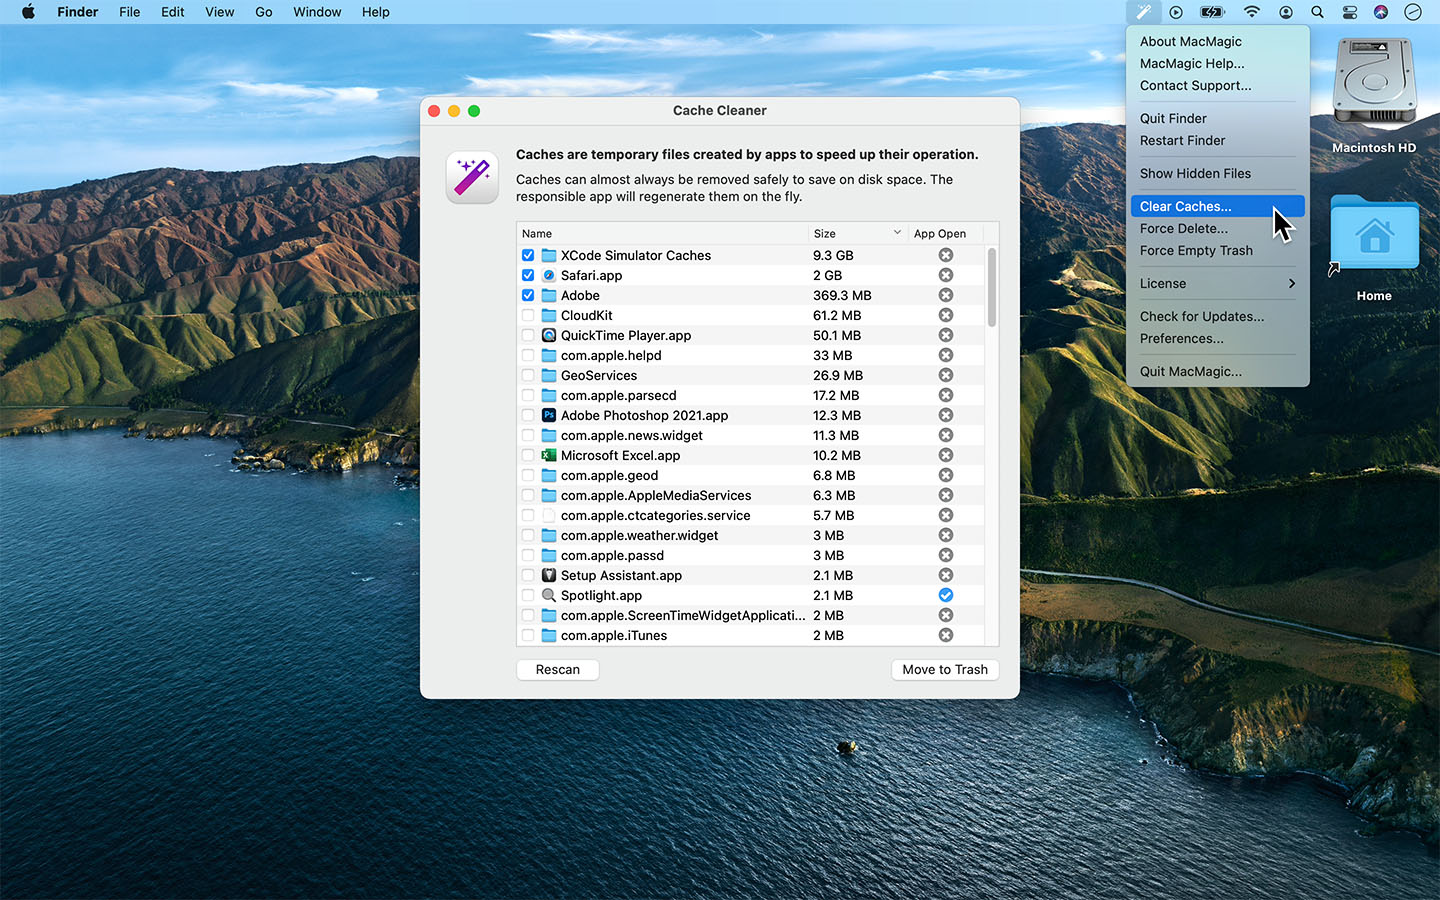 Finder File Edit View Go Window Help
About MacMagic
MacMagic Help...
Contact Support...
Quit Finder
Restart Finder
Show Hidden Files
Clear Caches...
Force Delete...
Force Empty Trash
License
Check for Updates...
Preferences...
Quit MacMagic...
Macintosh HD
Home
Cache Cleaner
Caches are temporary files created by apps to speed up their operation.
Caches can almost always be removed safely to save on disk space. The
responsible app will regenerate them on the fly.
Name Size App Open
XCode Simulator Caches 9.3 GB
Safari.app 2 GB
Adobe 369.3 MB
CloudKit 61.2 MB
QuickTime Player.app 50.1 MB
com.apple.helpd 33 MB
GeoServices 26.9 MB
com.apple.parsecd 17.2 MB
Ps Adobe Photoshop 2021.app 12.3 MB
com.apple.news.widget 11.3 MB
Microsoft Excel.app 10.2 MB
com.apple.geod 6.8 MB
com.apple.AppleMediaServices 6.3 MB
com.apple.ctcategories.service 5.7 MB
com.apple.weather.widget 3 MB
com.apple.passd 3 MB
Setup Assistant.app 2.1 MB
Spotlight.app 2.1 MB
com.apple.ScreenTimeWidgetApplicati... 2 MB
com.apple.iTunes 2 MB
Rescan Move to Trash